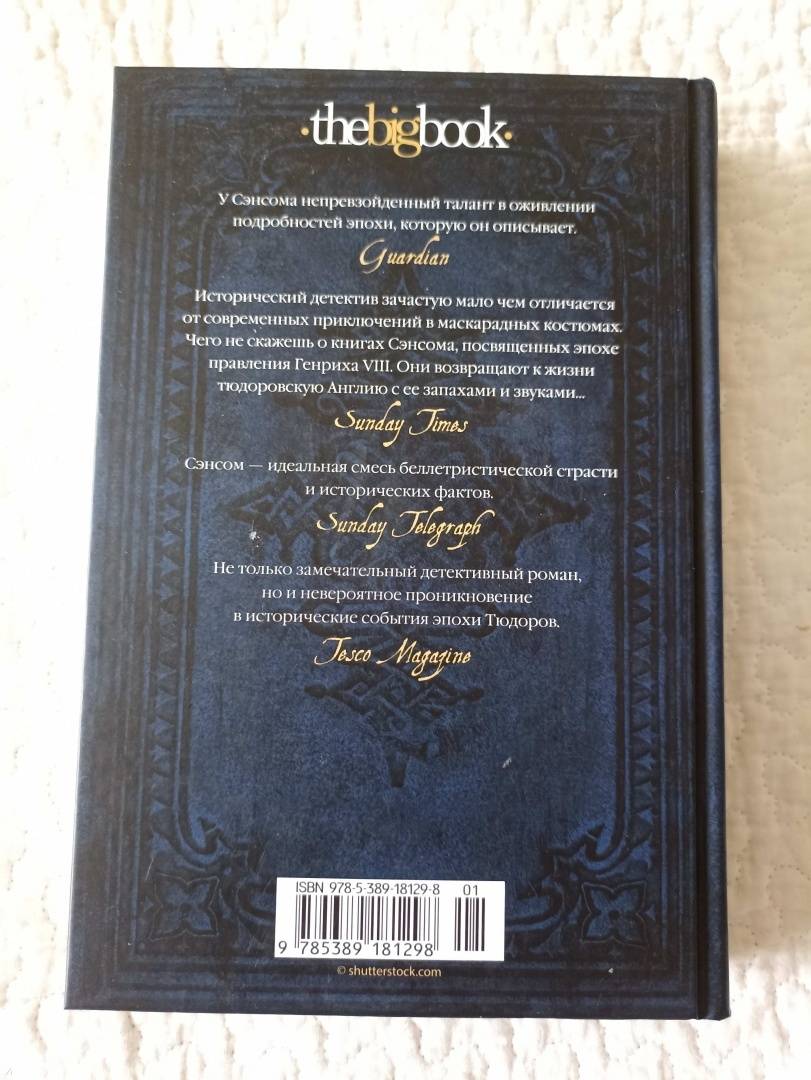 ·thebigbook·
У Сэнсома непревзойденный талант в оживлении
подробностей эпохи, которую он описывает.
Guardian
Исторический детектив зачастую мало чем отличается
от современных приключений в маскарадных костюмах.
Чего не скажешь о книгах Сэнсома, посвященных эпохе
правления Генриха VIII. Они возвращают к жизни
тюдоровскую Англию с ее запахами и звуками...
Sunday Times
Сэнсом — идеальная смесь беллетристической страсти
и исторических фактов.
Sunday Telegraph
Не только замечательный детективный роман,
но и невероятное проникновение
в исторические события эпохи Тюдоров.
Tesco Magazine
ISBN 978-5-389-18129-8 01
9 785389 181298
© shutterstock.com